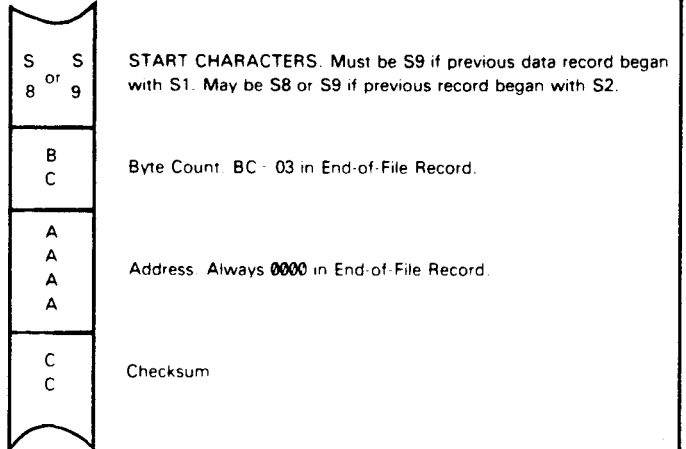 S S
or
8 9
START CHARACTERS. Must be S9 if previous data record began
with S1. May be S8 or S9 if previous record began with S2.
B
C
Byte Count. BC - 03 in End-of-File Record.
A
A
A
A
Address. Always 0000 in End-of-File Record.
C
C
Checksum